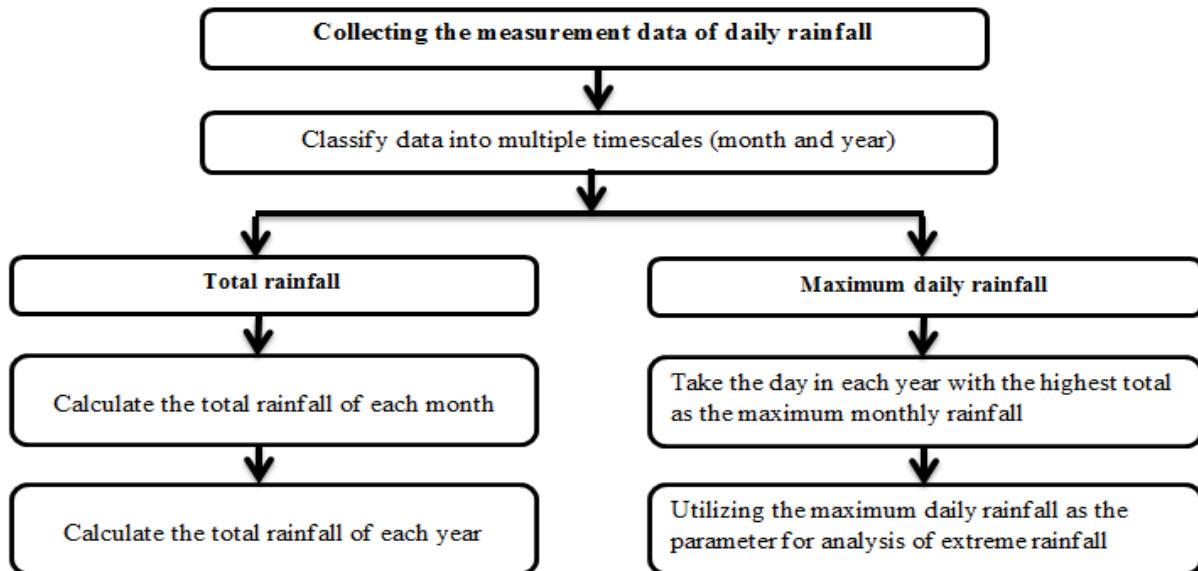 Collecting the measurement data of daily rainfall
Classify data into multiple timescales (month and year)
Total rainfall
Calculate the total rainfall of each month
Calculate the total rainfall of each year
Maximum daily rainfall
Take the day in each year with the highest total
as the maximum monthly rainfall
Utilizing the maximum daily rainfall as the
parameter for analysis of extreme rainfall